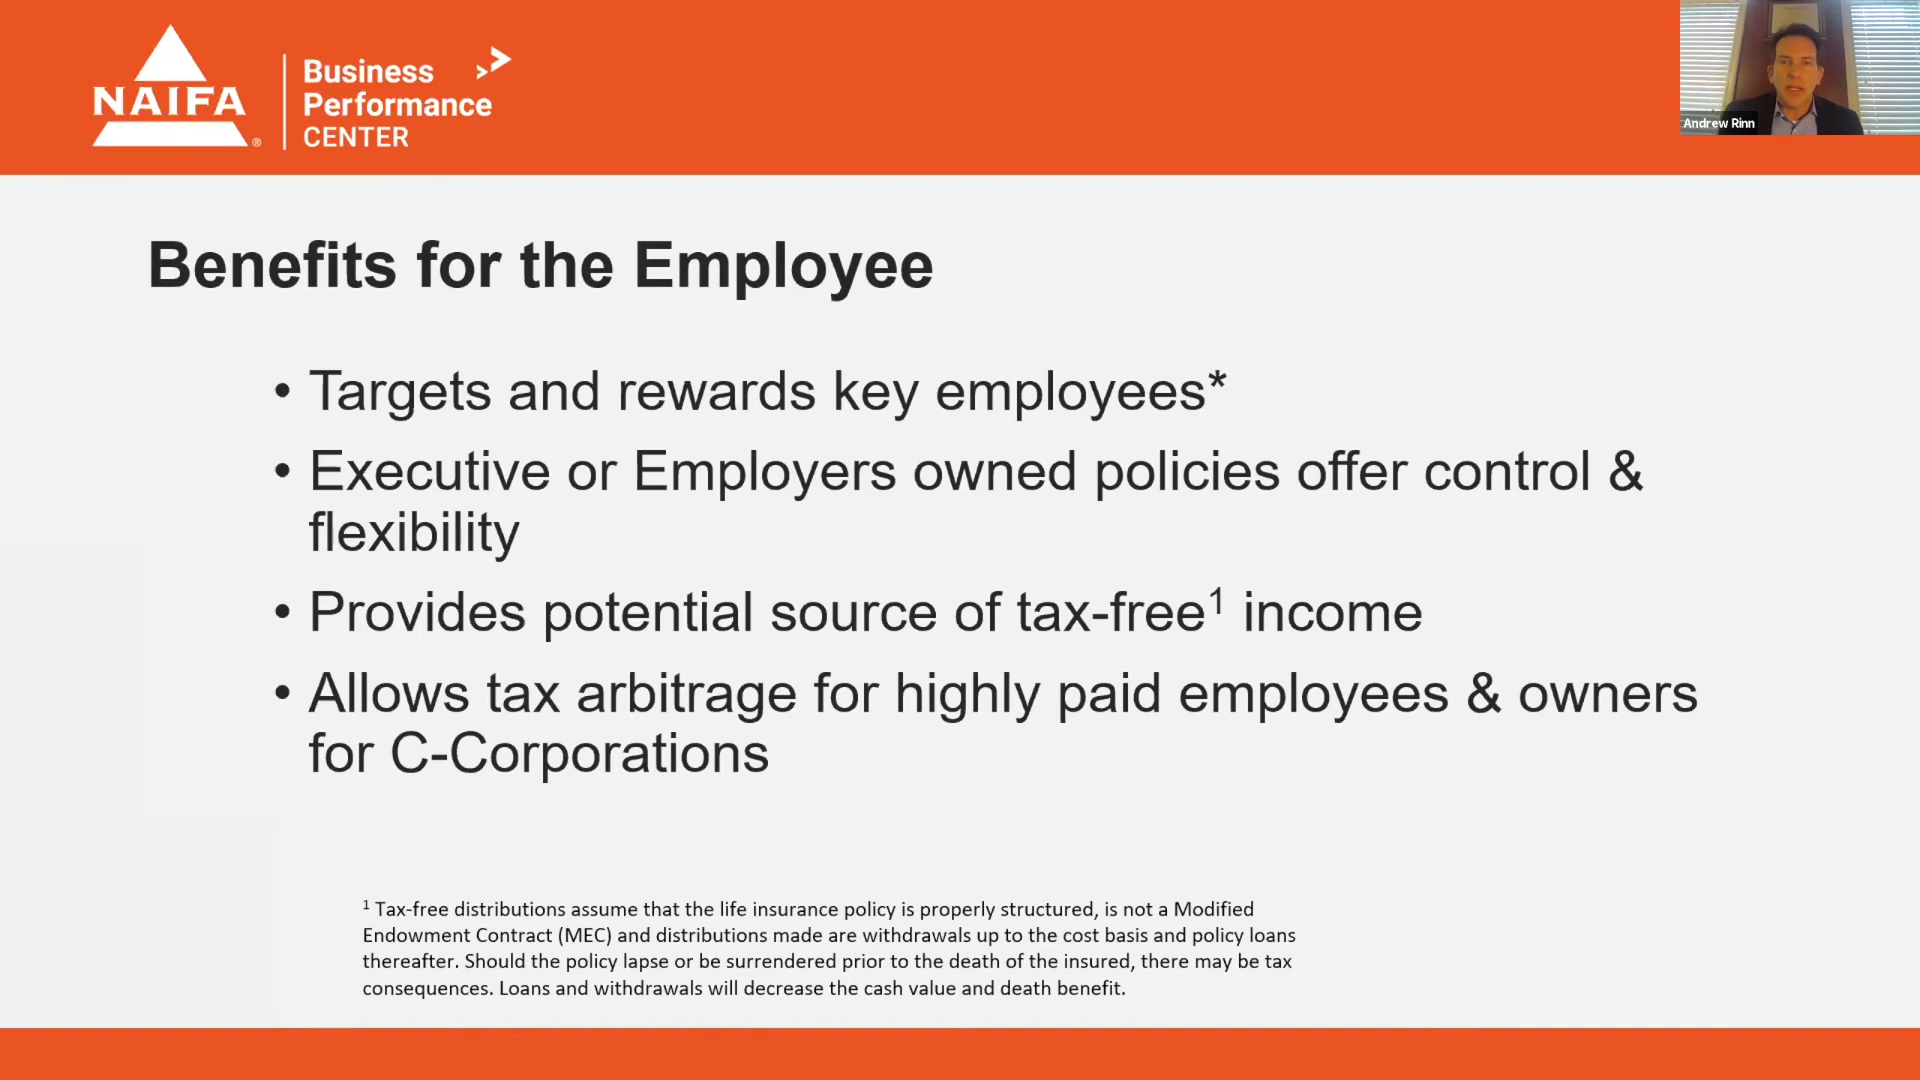 NAIFA
®
Business
Performance
CENTER
Andrew Rinn
Benefits for the Employee
• Targets and rewards key employees*
• Executive or Employers owned policies offer control &
flexibility
• Provides potential source of tax-free¹ income
• Allows tax arbitrage for highly paid employees & owners
for C-Corporations
¹ Tax-free distributions assume that the life insurance policy is properly structured, is not a Modified
Endowment Contract (MEC) and distributions made are withdrawals up to the cost basis and policy loans
thereafter. Should the policy lapse or be surrendered prior to the death of the insured, there may be tax
consequences. Loans and withdrawals will decrease the cash value and death benefit.